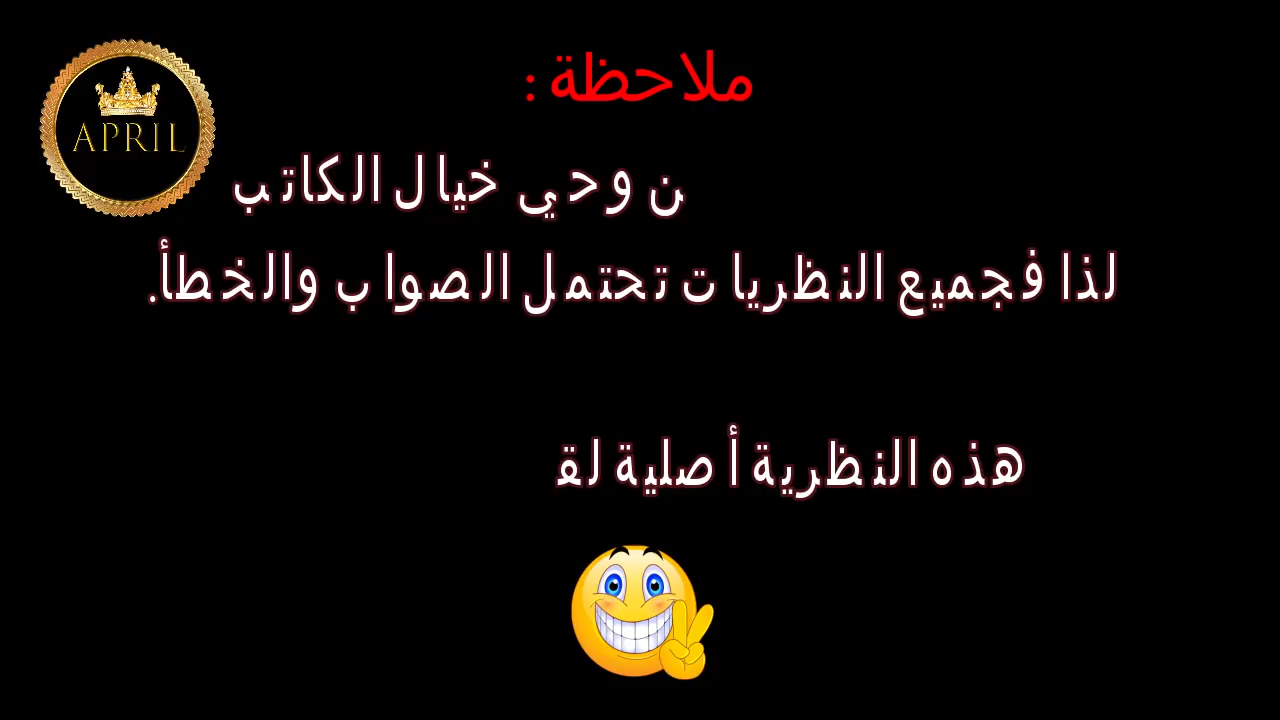 APRIL
ملاحظة :
ن وحي خيال الكاتب
لذا فجميع النظريات تحتمل الصواب والخطأ.
هذه النظرية أصلية لق